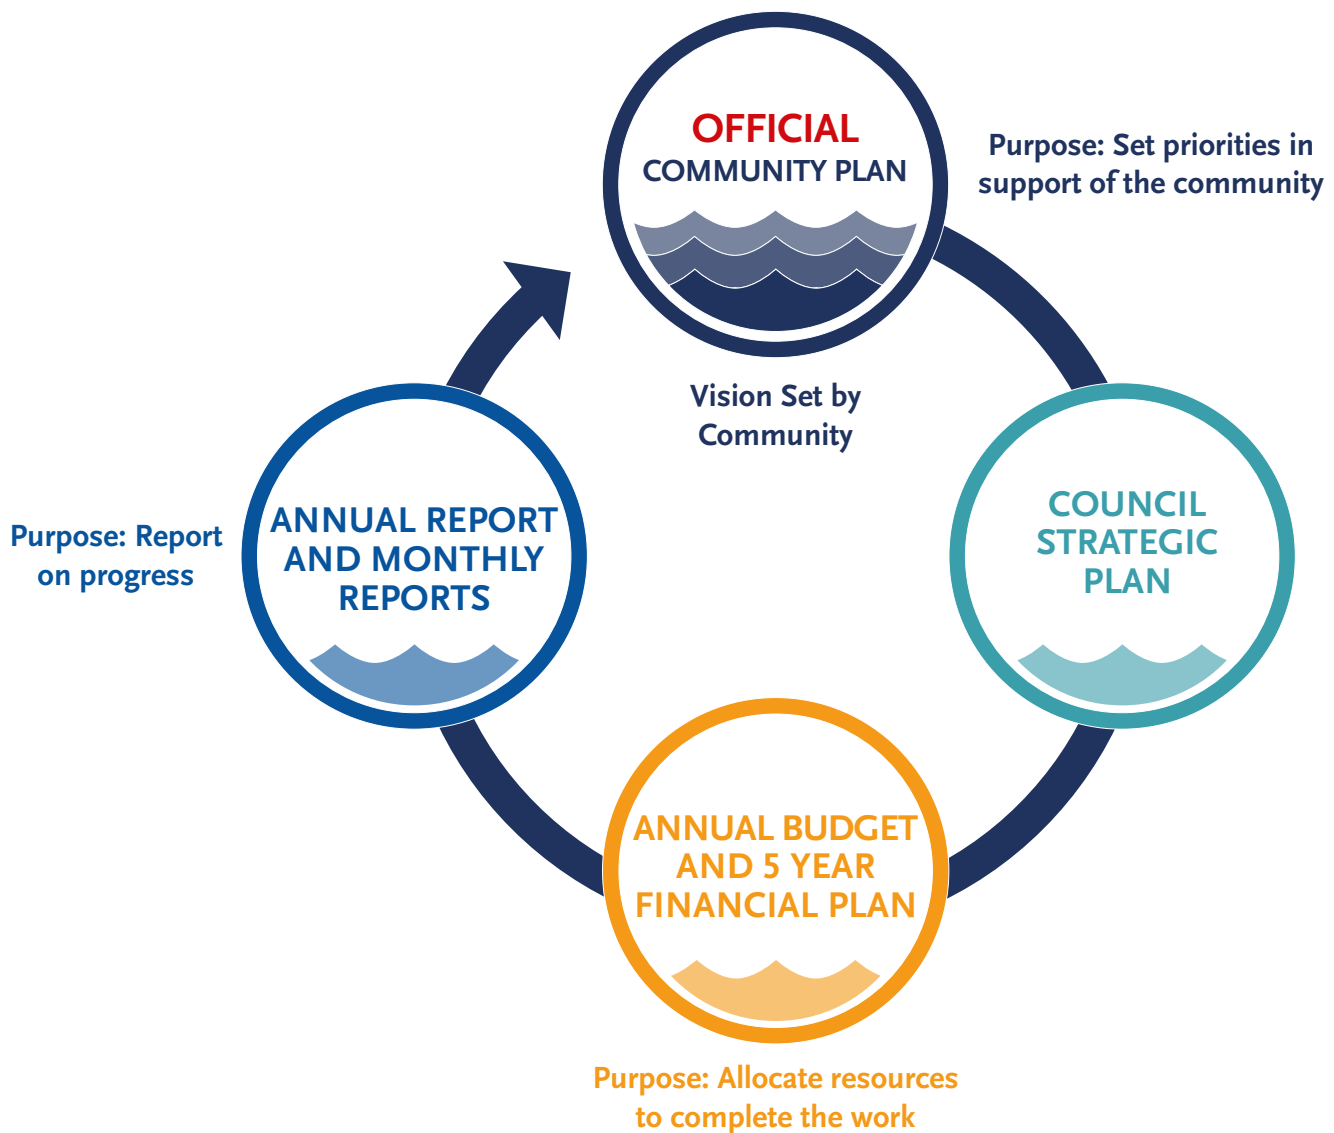 OFFICIAL
COMMUNITY PLAN
Purpose: Set priorities in
support of the community
Vision Set by
Community
COUNCIL
STRATEGIC
PLAN
ANNUAL REPORT
AND MONTHLY
REPORTS
Purpose: Report
on progress
ANNUAL BUDGET
AND 5 YEAR
FINANCIAL PLAN
Purpose: Allocate resources
to complete the work